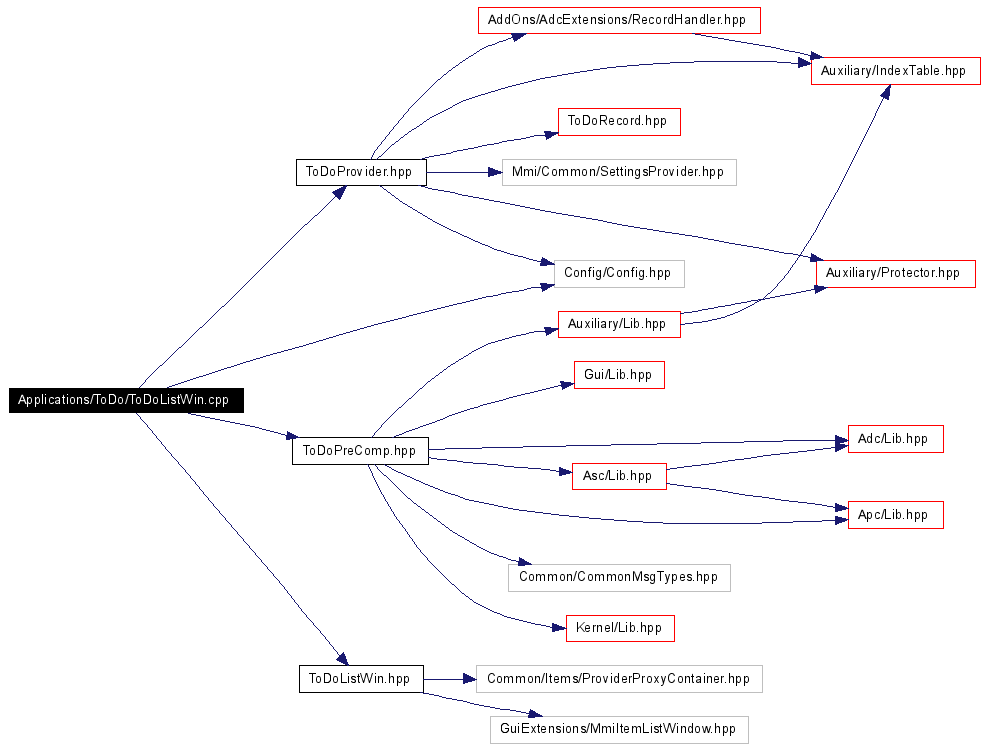 AddOns/AdcExtensions/RecordHandler.hpp
Auxiliary/IndexTable.hpp
ToDoRecord.hpp
ToDoProvider.hpp
Mmi/Common/SettingsProvider.hpp
Config/Config.hpp
Auxiliary/Protector.hpp
Auxiliary/Lib.hpp
Gui/Lib.hpp
Applications/ToDo/ToDoListWin.cpp
Adc/Lib.hpp
ToDoPreComp.hpp
Asc/Lib.hpp
Apc/Lib.hpp
Common/CommonMsgTypes.hpp
Kernel/Lib.hpp
ToDoListWin.hpp
Common/Items/ProviderProxyContainer.hpp
GuiExtensions/MmiItemListWindow.hpp